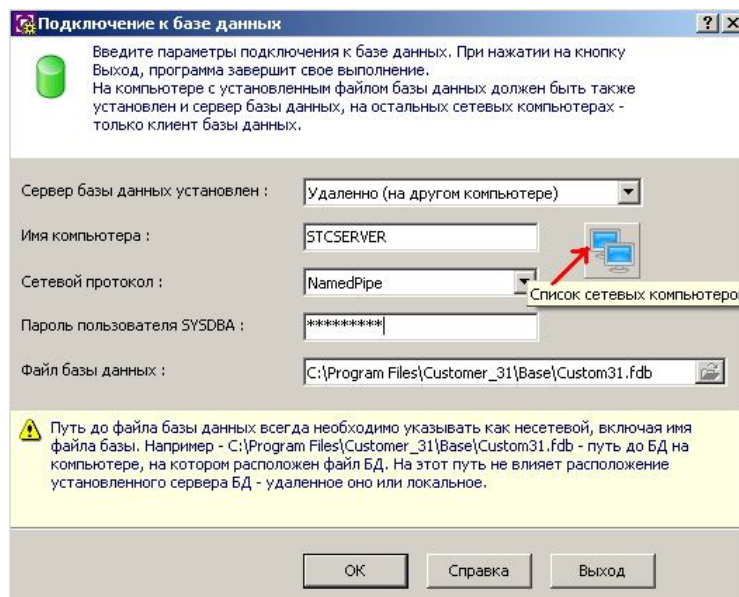 Подключение к базе данных
Введите параметры подключения к базе данных. При нажатии на кнопку
Выход, программа завершит свое выполнение.
На компьютере с установленным файлом базы данных должен быть также
установлен и сервер базы данных, на остальных сетевых компьютерах -
только клиент базы данных.
Сервер базы данных установлен :
Удаленно (на другом компьютере)
Имя компьютера :
STCSERVER
Сетевой протокол :
NamedPipe
Список сетевых компьютеро
Пароль пользователя SYSDBA :
*********
Файл базы данных :
C:\Program Files\Customer_31\Base\Custom31.fdb
Путь до файла базы данных всегда необходимо указывать как несетевой, включая имя
файла базы. Например - C:\Program Files\Customer_31\Base\Custom31.fdb - путь до БД на
компьютере, на котором расположен файл БД. На этот путь не влияет расположение
установленного сервера БД - удаленное оно или локальное.
OK
Справка
Выход